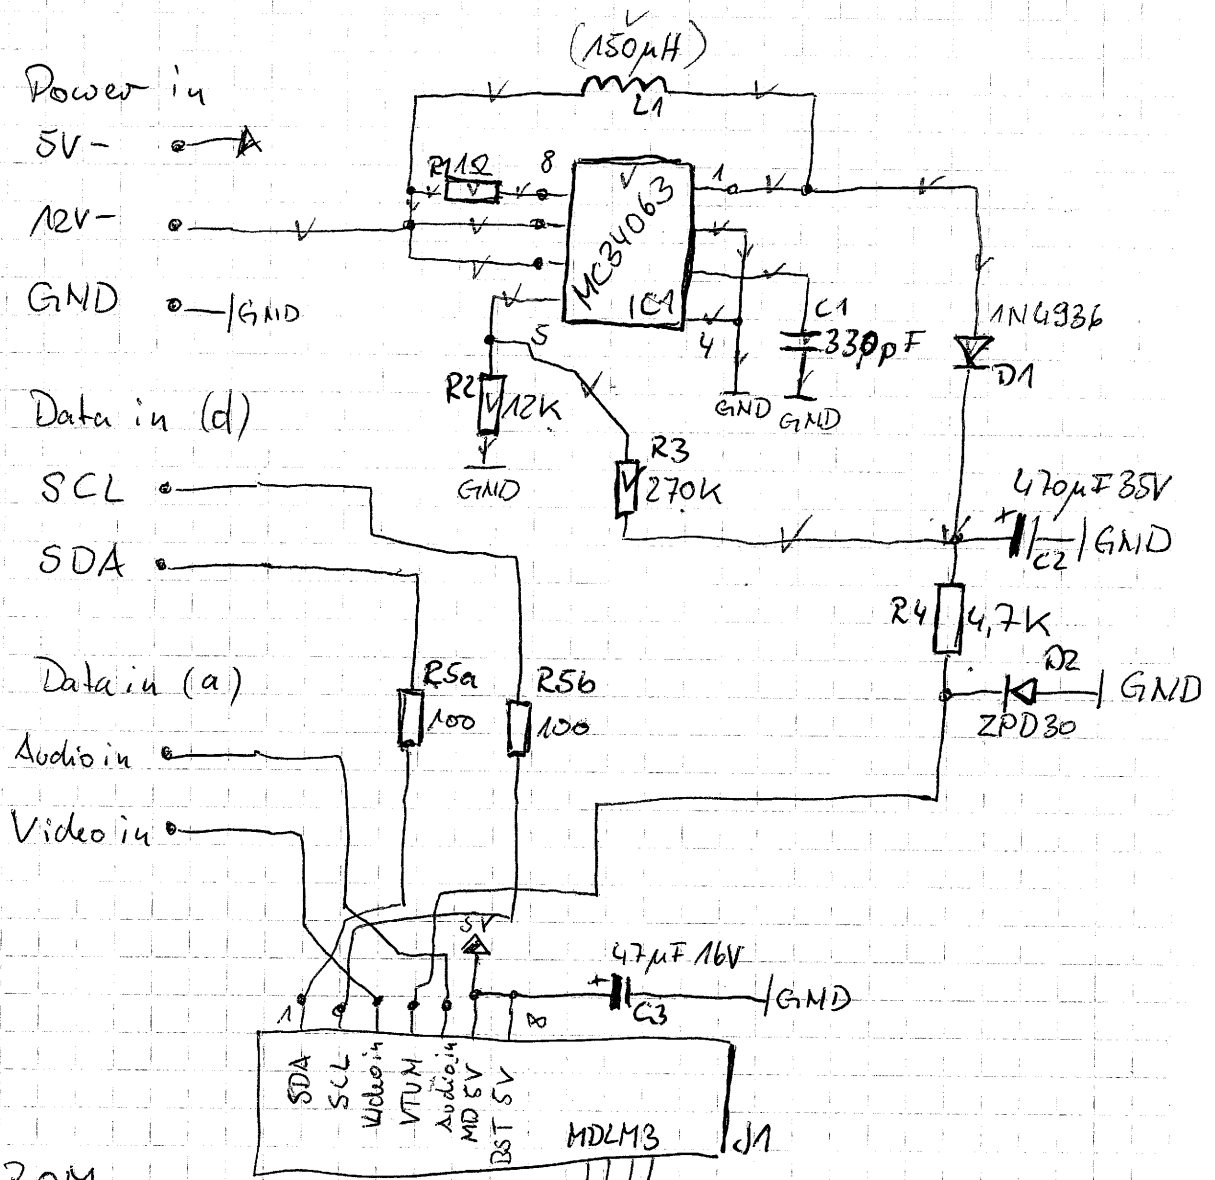 (150µH)
L1
Power in
5V-
R1 1Ω
8
1
12V-
MC34063
IC1
GND
GND
5
4
C1
330pF
1N4936
D1
R2
12K
GND
GND
GND
Data in (d)
R3
270K
SCL
470µF 35V
+
C2
GND
SDA
R4
4,7K
D2
GND
ZPD30
Data in (a)
R5a
100
R5b
100
Audio in
Video in
5V
47µF 16V
+
C3
GND
1
8
SDA
SCL
Video in
VTUM
Audio in
MD 5V
BST 5V
MDLM3
J1